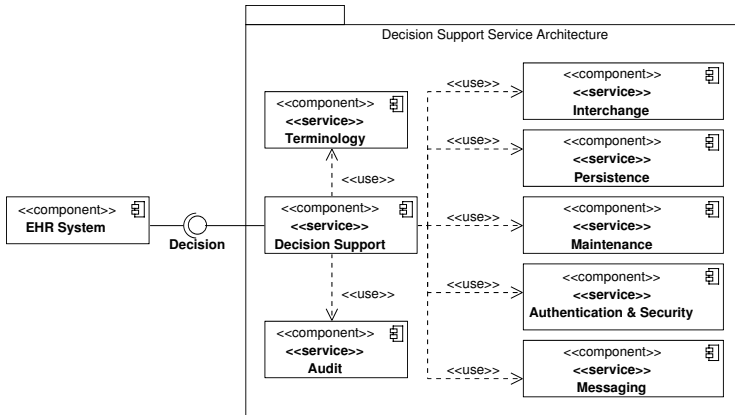 Decision Support Service Architecture
<<component>>
<<service>>
Terminology
<<use>>
<<component>>
EHR System
Decision
<<component>>
<<service>>
Decision Support
<<use>>
<<component>>
<<service>>
Audit
<<use>>
<<component>>
<<service>>
Interchange
<<use>>
<<component>>
<<service>>
Persistence
<<use>>
<<component>>
<<service>>
Maintenance
<<use>>
<<component>>
<<service>>
Authentication & Security
<<use>>
<<component>>
<<service>>
Messaging